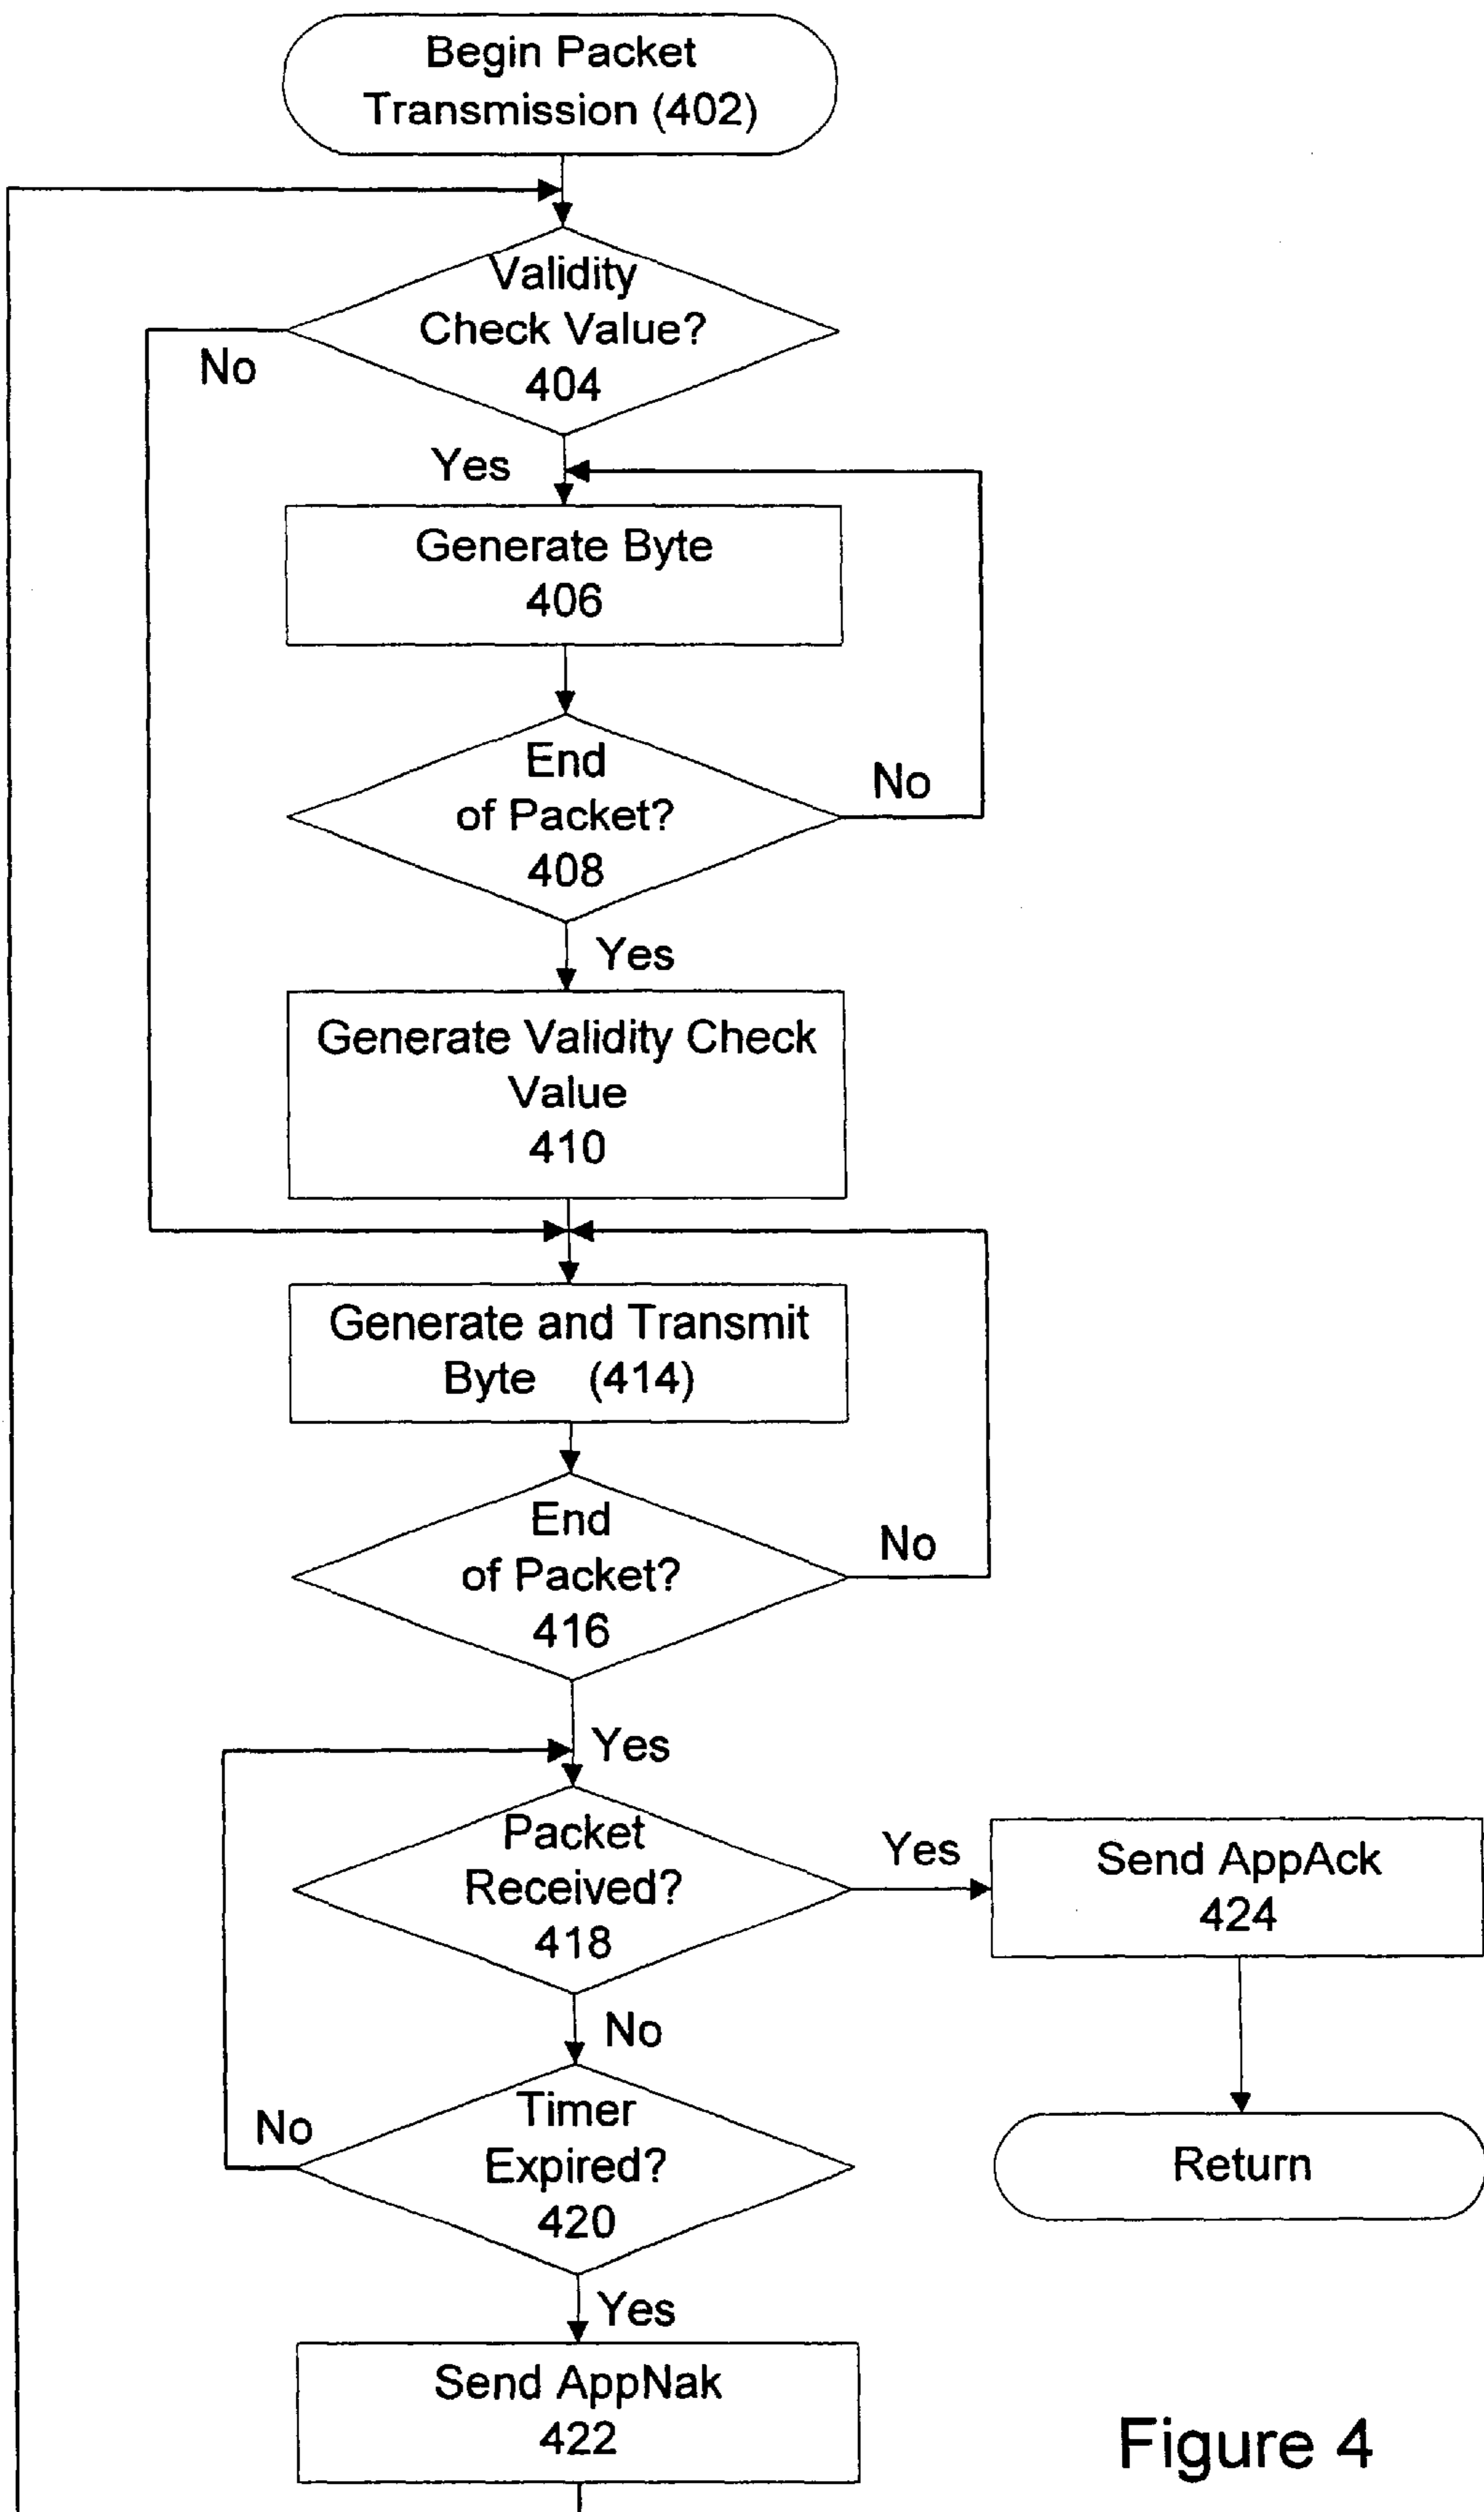 Begin Packet
Transmission (402)
Validity
Check Value?
404
No
Yes
Generate Byte
406
End
of Packet?
408
No
Yes
Generate Validity Check
Value
410
Generate and Transmit
Byte (414)
End
of Packet?
416
No
Yes
Packet
Received?
418
Yes
Send AppAck
424
No
Timer
Expired?
420
No
Return
Yes
Send AppNak
422
Figure 4